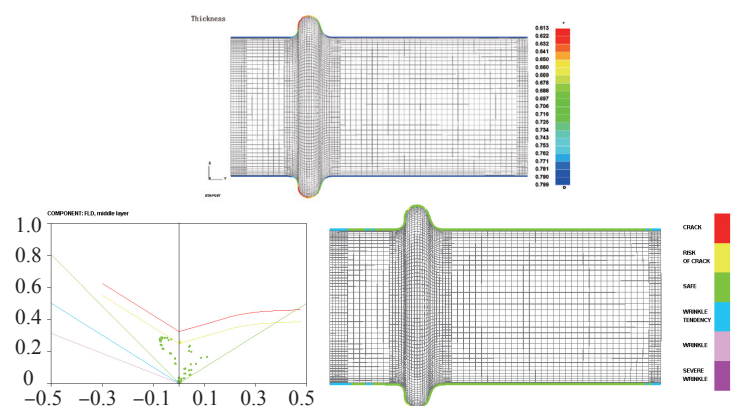 Thickness
0.613
0.622
0.632
0.641
0.650
0.660
0.669
0.678
0.688
0.697
0.706
0.716
0.725
0.734
0.743
0.753
0.762
0.771
0.781
0.790
0.799
Z
X Y
COMPONENT: FLD, middle layer
1.0
0.8
0.6
0.4
0.2
0
−0.5 −0.3 −0.1 0.1 0.3 0.5
CRACK
RISK
OF CRACK
SAFE
WRINKLE
TENDENCY
WRINKLE
SEVERE
WRINKLE